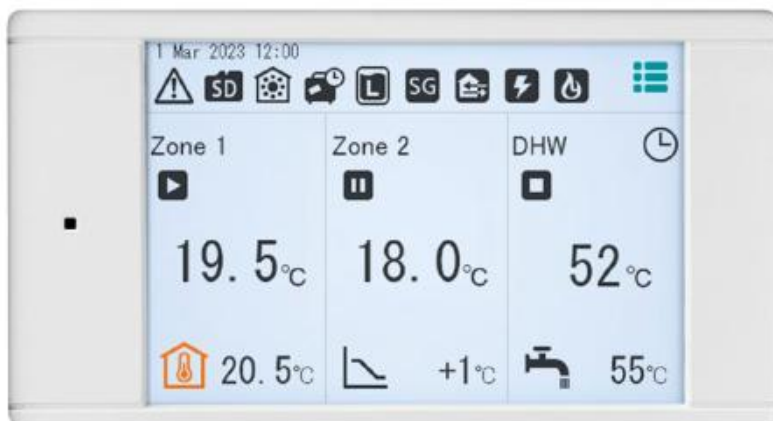 1 Mar 2023 12:00
SD L SG
Zone 1 Zone 2 DHW
19.5℃ 18.0℃ 52℃
20.5℃ +1℃ 55℃